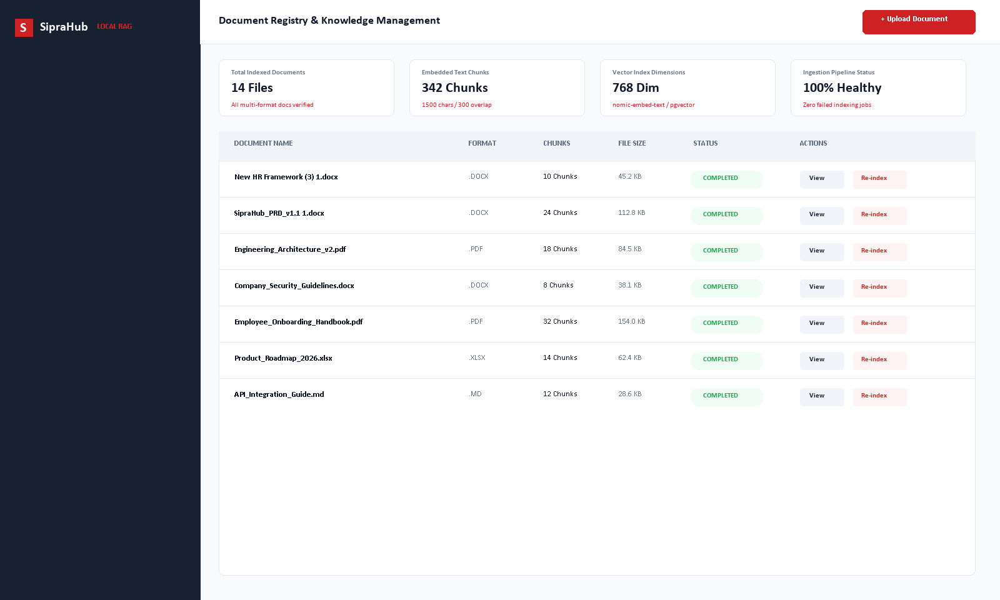 S SipraHub LOCAL RAG
Document Registry & Knowledge Management
+ Upload Document
Total Indexed Documents
14 Files
All multi-format docs verified
Embedded Text Chunks
342 Chunks
1500 chars / 300 overlap
Vector Index Dimensions
768 Dim
nomic-embed-text / pgvector
Ingestion Pipeline Status
100% Healthy
Zero failed indexing jobs
DOCUMENT NAME FORMAT CHUNKS FILE SIZE STATUS ACTIONS
New HR Framework (3) 1.docx .DOCX 10 Chunks 45.2 KB COMPLETED View Re-index
SipraHub_PRD_v1.1 1.docx .DOCX 24 Chunks 112.8 KB COMPLETED View Re-index
Engineering_Architecture_v2.pdf .PDF 18 Chunks 84.5 KB COMPLETED View Re-index
Company_Security_Guidelines.docx .DOCX 8 Chunks 38.1 KB COMPLETED View Re-index
Employee_Onboarding_Handbook.pdf .PDF 32 Chunks 154.0 KB COMPLETED View Re-index
Product_Roadmap_2026.xlsx .XLSX 14 Chunks 62.4 KB COMPLETED View Re-index
API_Integration_Guide.md .MD 12 Chunks 28.6 KB COMPLETED View Re-index